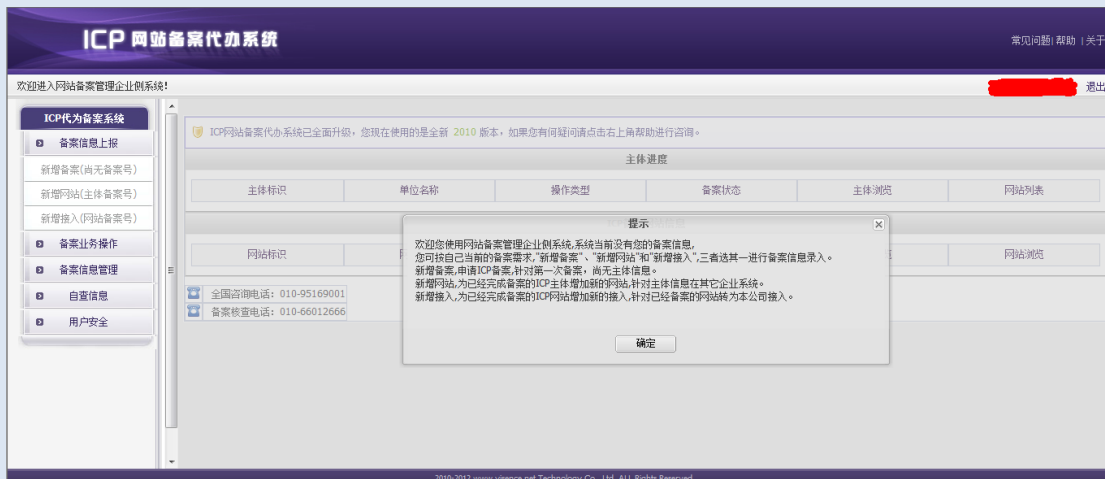 ICP 网站备案代办系统
常见问题| 帮助 | 关于
欢迎进入网站备案管理企业侧系统!
退出
ICP代为备案系统
备案信息上报
新增备案(尚无备案号)
新增网站(主体备案号)
新增接入(网站备案号)
备案业务操作
备案信息管理
自查信息
用户安全
ICP网站备案代办系统已全面升级，您现在使用的是全新 2010 版本，如果您有何疑问请点击右上角帮助进行咨询。
主体进度
主体标识 单位名称 操作类型 备案状态 主体浏览 网站列表
网站标识 网站浏览
全国咨询电话: 010-95169001
备案核查电话: 010-66012666
提示
欢迎您使用网站备案管理企业侧系统,系统当前没有您的备案信息,
您可按自己当前的备案需求,"新增备案"、"新增网站"和"新增接入",三者选其一进行备案信息录入。
新增备案,申请ICP备案,针对第一次备案，尚无主体信息。
新增网站,为已经完成备案的ICP主体增加新的网站,针对主体信息在其它企业系统。
新增接入,为已经完成备案的ICP网站增加新的接入,针对已经备案的网站转为本公司接入。
确定
2010-2012 www.visence.net Technology Co., Ltd. ALL Rights Reserved